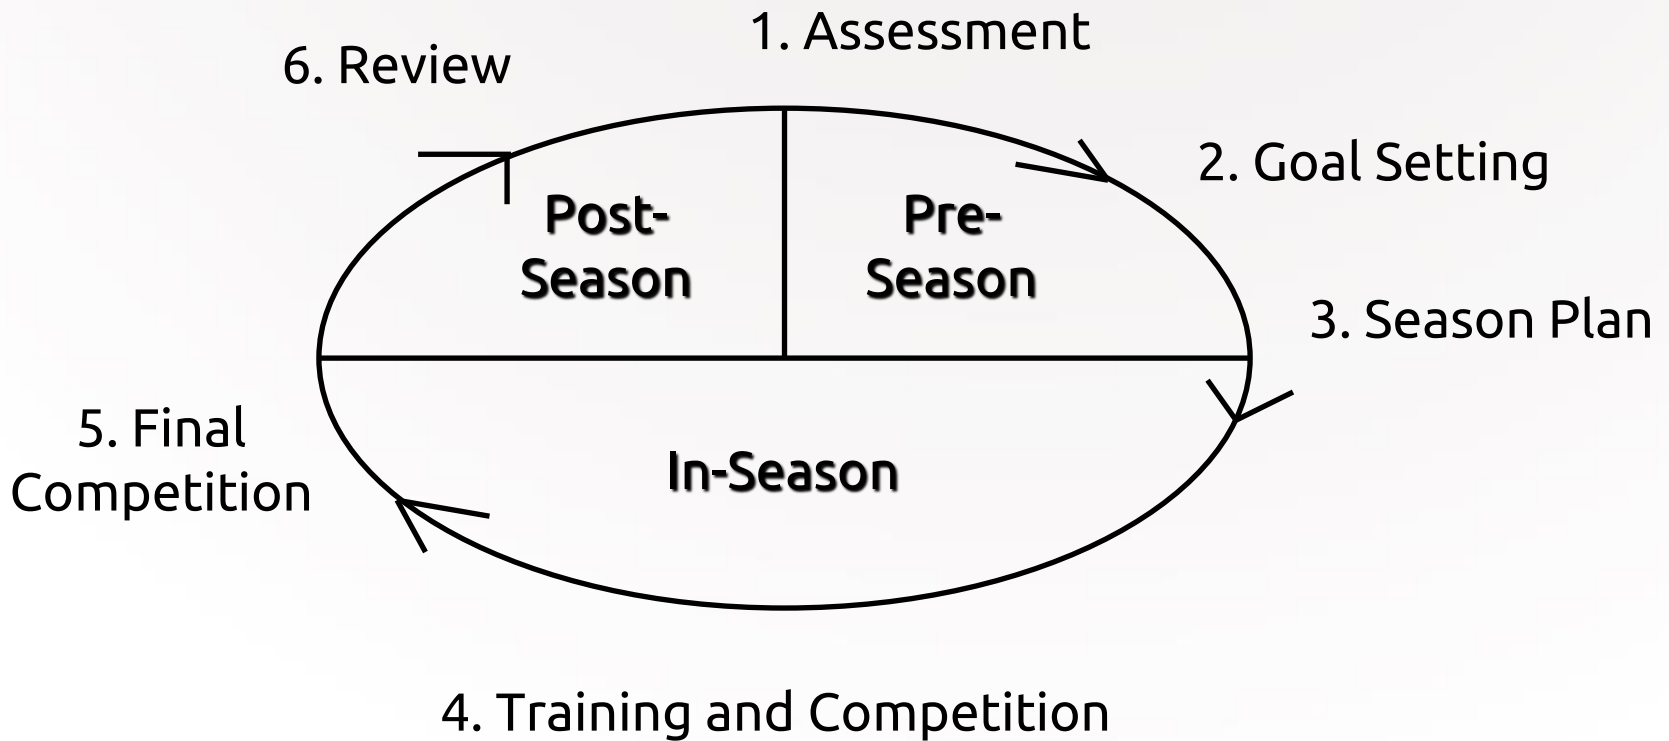 1. Assessment
6. Review
2. Goal Setting
Post-
Season
Pre-
Season
3. Season Plan
5. Final
Competition
In-Season
4. Training and Competition